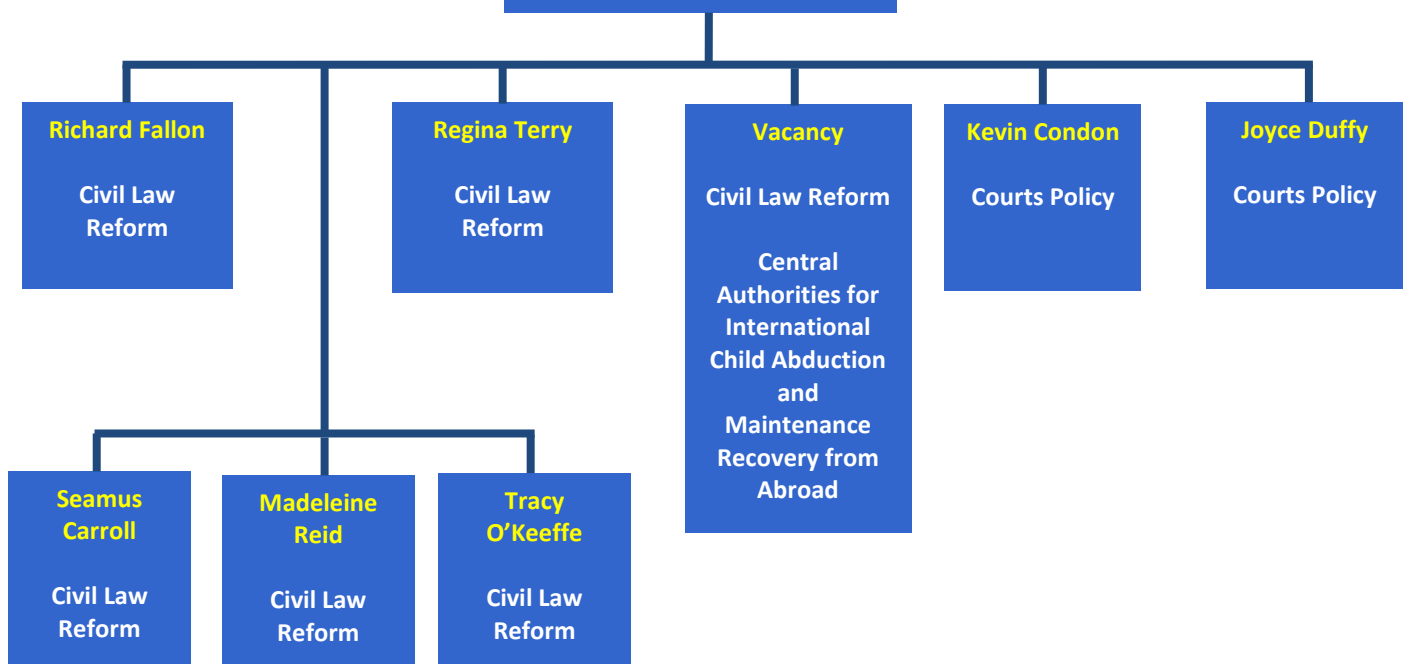 Richard Fallon
Civil Law
Reform
Regina Terry
Civil Law
Reform
Vacancy
Civil Law Reform
Central
Authorities for
International
Child Abduction
and
Maintenance
Recovery from
Abroad
Kevin Condon
Courts Policy
Joyce Duffy
Courts Policy
Seamus
Carroll
Civil Law
Reform
Madeleine
Reid
Civil Law
Reform
Tracy
O’Keeffe
Civil Law
Reform